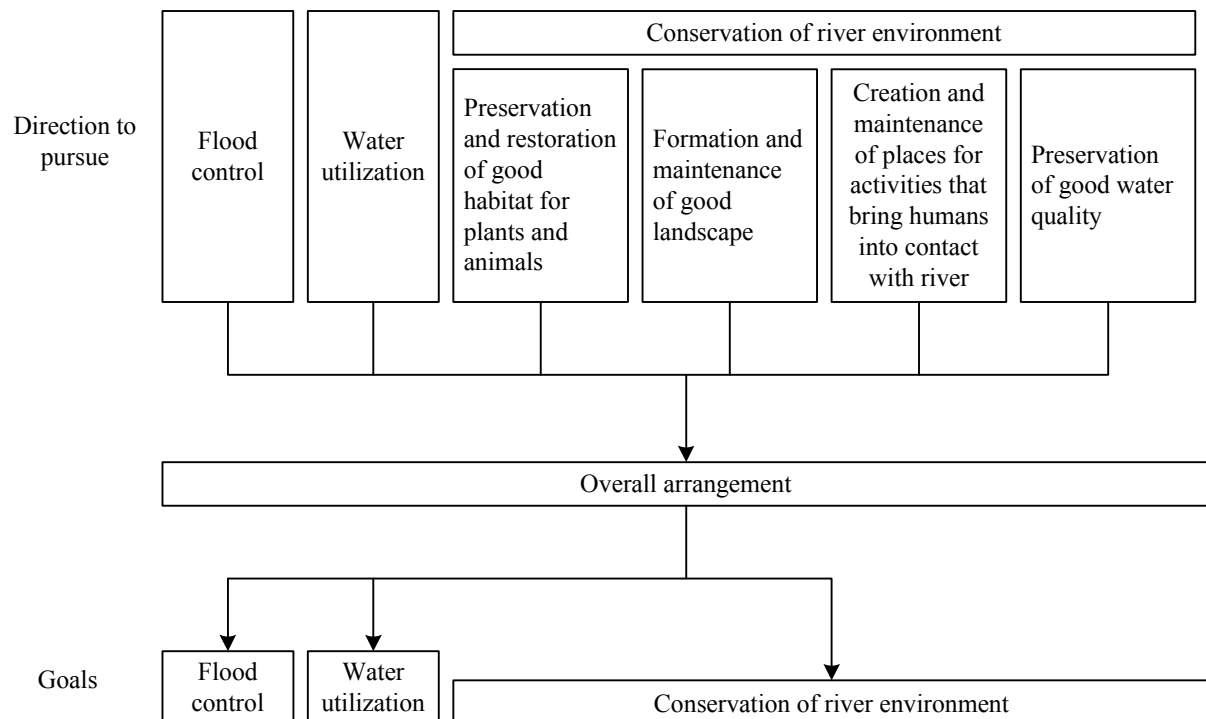 Conservation of river environment
Direction to
pursue
Flood
control
Water
utilization
Preservation
and restoration
of good
habitat for
plants and
animals
Formation and
maintenance
of good
landscape
Creation and
maintenance
of places for
activities that
bring humans
into contact
with river
Preservation
of good water
quality
Overall arrangement
Goals
Flood
control
Water
utilization
Conservation of river environment